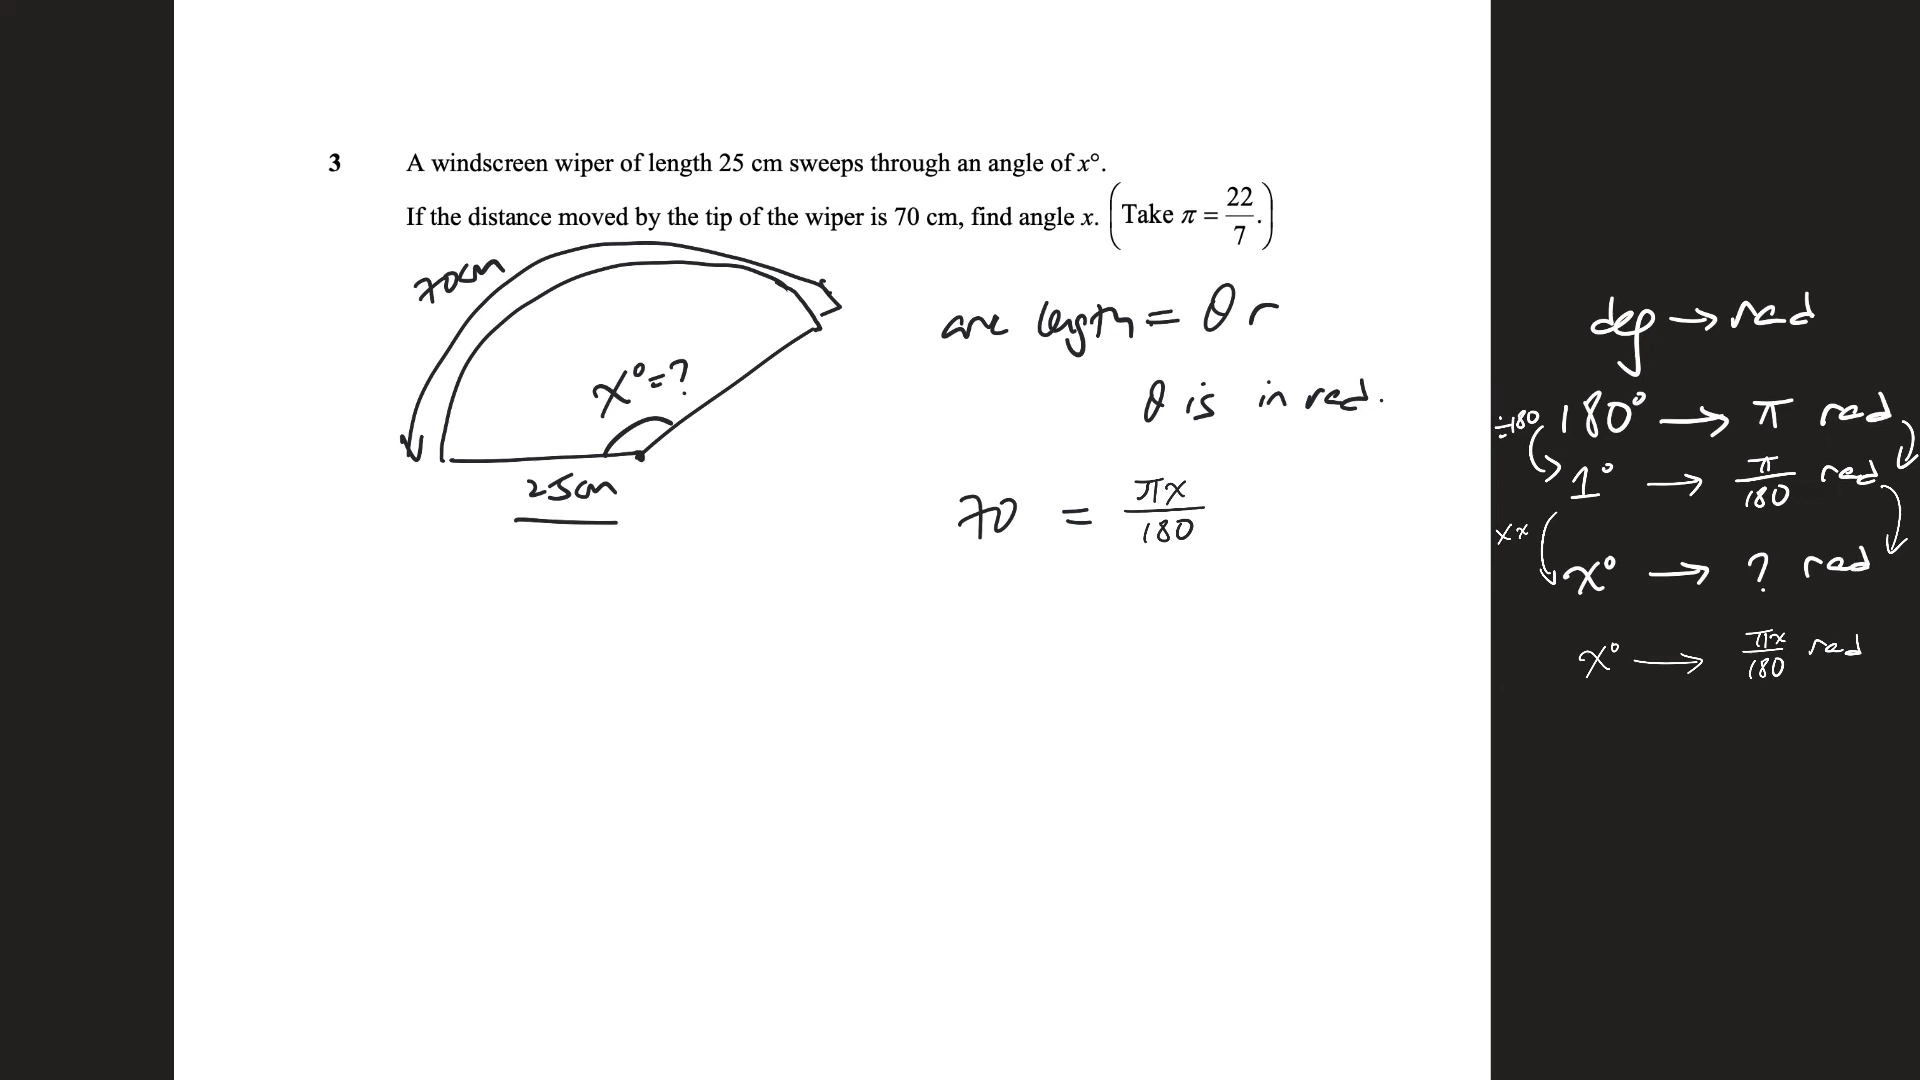 3 A windscreen wiper of length 25 cm sweeps through an angle of x°.
If the distance moved by the tip of the wiper is 70 cm, find angle x. (Take π = 22/7.)
70cm
x°=?
25cm
arc length = θr
θ is in rad.
70 = πx/180
deg → rad
÷180 180° → π rad
1° → π/180 rad
×x x° → ? rad
x° → πx/180 rad